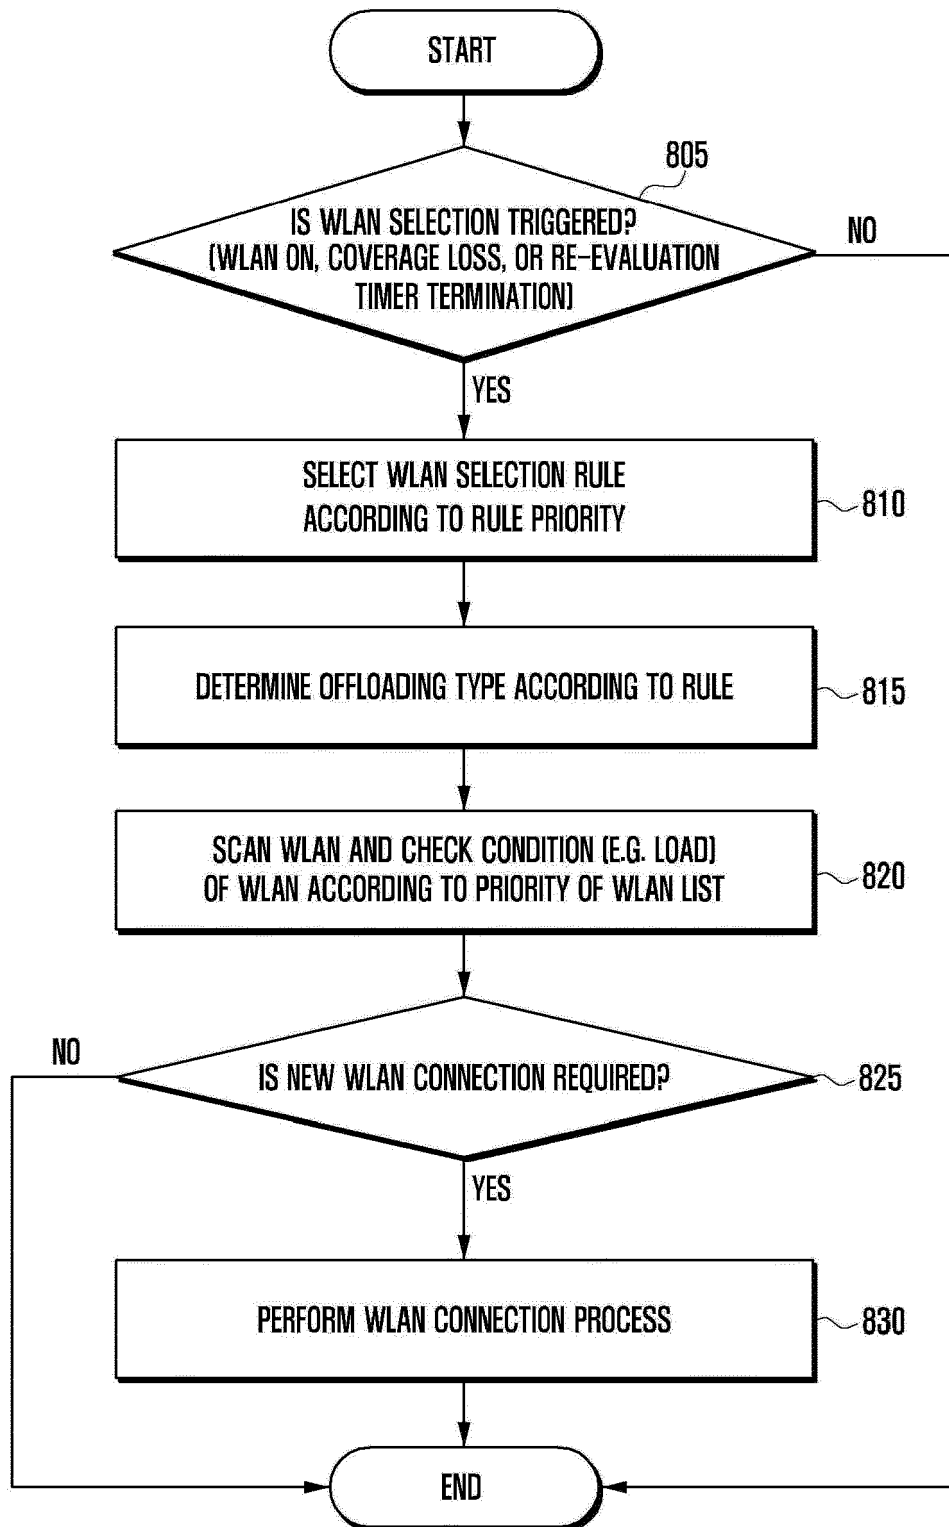 START
805
IS WLAN SELECTION TRIGGERED?
(WLAN ON, COVERAGE LOSS, OR RE-EVALUATION
TIMER TERMINATION)
NO
YES
SELECT WLAN SELECTION RULE
ACCORDING TO RULE PRIORITY
810
DETERMINE OFFLOADING TYPE ACCORDING TO RULE
815
SCAN WLAN AND CHECK CONDITION (E.G. LOAD)
OF WLAN ACCORDING TO PRIORITY OF WLAN LIST
820
NO
IS NEW WLAN CONNECTION REQUIRED?
825
YES
PERFORM WLAN CONNECTION PROCESS
830
END